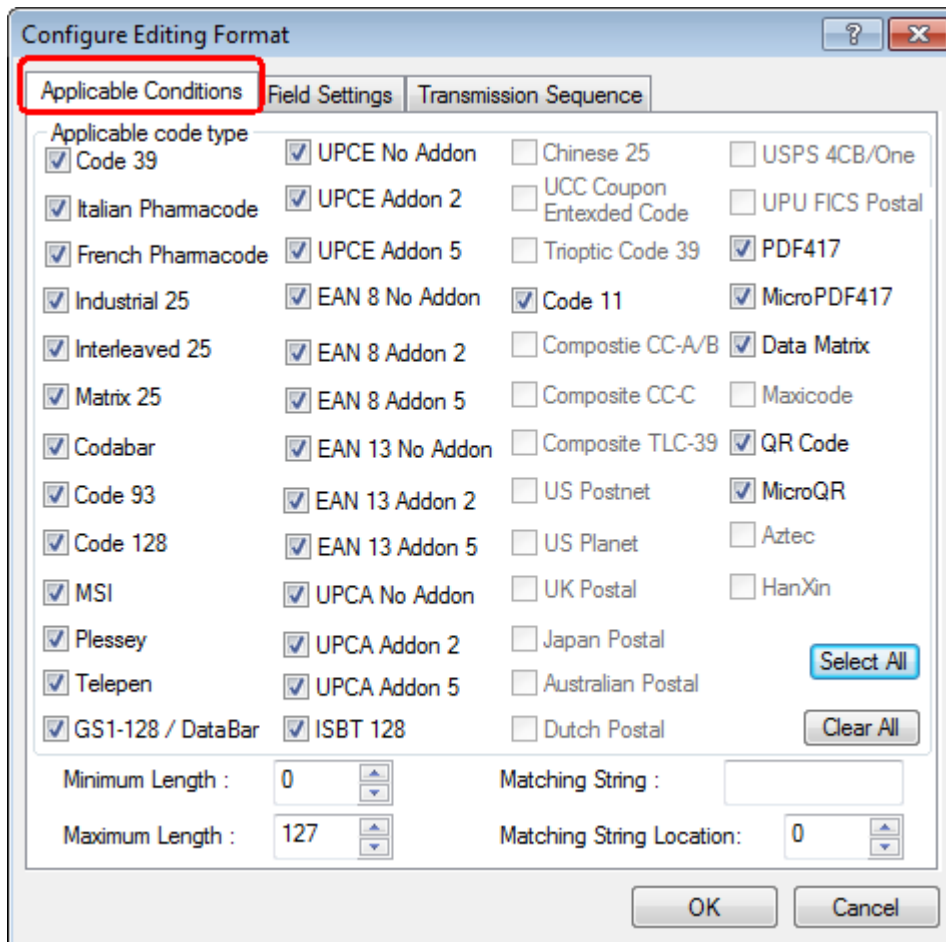 Configure Editing Format
Applicable Conditions
Field Settings
Transmission Sequence
Applicable code type
Code 39
Italian Pharmacode
French Pharmacode
Industrial 25
Interleaved 25
Matrix 25
Codabar
Code 93
Code 128
MSI
Plessey
Telepen
GS1-128 / DataBar
UPCE No Addon
UPCE Addon 2
UPCE Addon 5
EAN 8 No Addon
EAN 8 Addon 2
EAN 8 Addon 5
EAN 13 No Addon
EAN 13 Addon 2
EAN 13 Addon 5
UPCA No Addon
UPCA Addon 2
UPCA Addon 5
ISBT 128
Chinese 25
UCC Coupon
Entexded Code
Trioptic Code 39
Code 11
Compostie CC-A/B
Composite CC-C
Composite TLC-39
US Postnet
US Planet
UK Postal
Japan Postal
Australian Postal
Dutch Postal
USPS 4CB/One
UPU FICS Postal
PDF417
MicroPDF417
Data Matrix
Maxicode
QR Code
MicroQR
Aztec
HanXin
Select All
Clear All
Minimum Length : 0
Matching String :
Maximum Length : 127
Matching String Location: 0
OK
Cancel